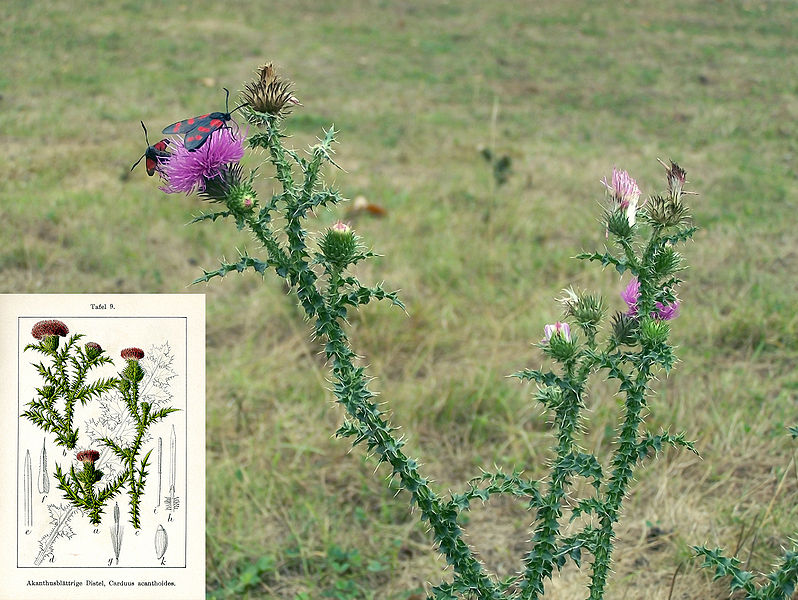 Tafel 9.
f
e
a
i
h
c
d
g
k
Akanthusblättrige Distel, Carduus acanthoides.